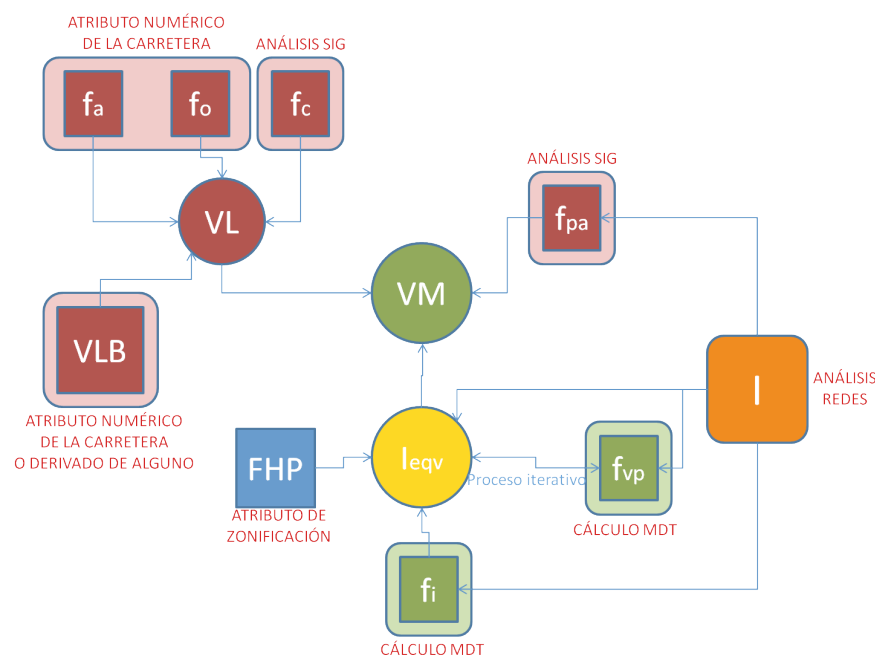 ATRIBUTO NUMÉRICO
DE LA CARRETERA
ANÁLISIS SIG
fa
fo
fc
VL
ANÁLISIS SIG
fpa
VM
VLB
ATRIBUTO NUMÉRICO
DE LA CARRETERA
O DERIVADO DE ALGUNO
I
ANÁLISIS
REDES
FHP
ATRIBUTO DE
ZONIFICACIÓN
Ieqv
Proceso iterativo
fvp
CÁLCULO MDT
fi
CÁLCULO MDT